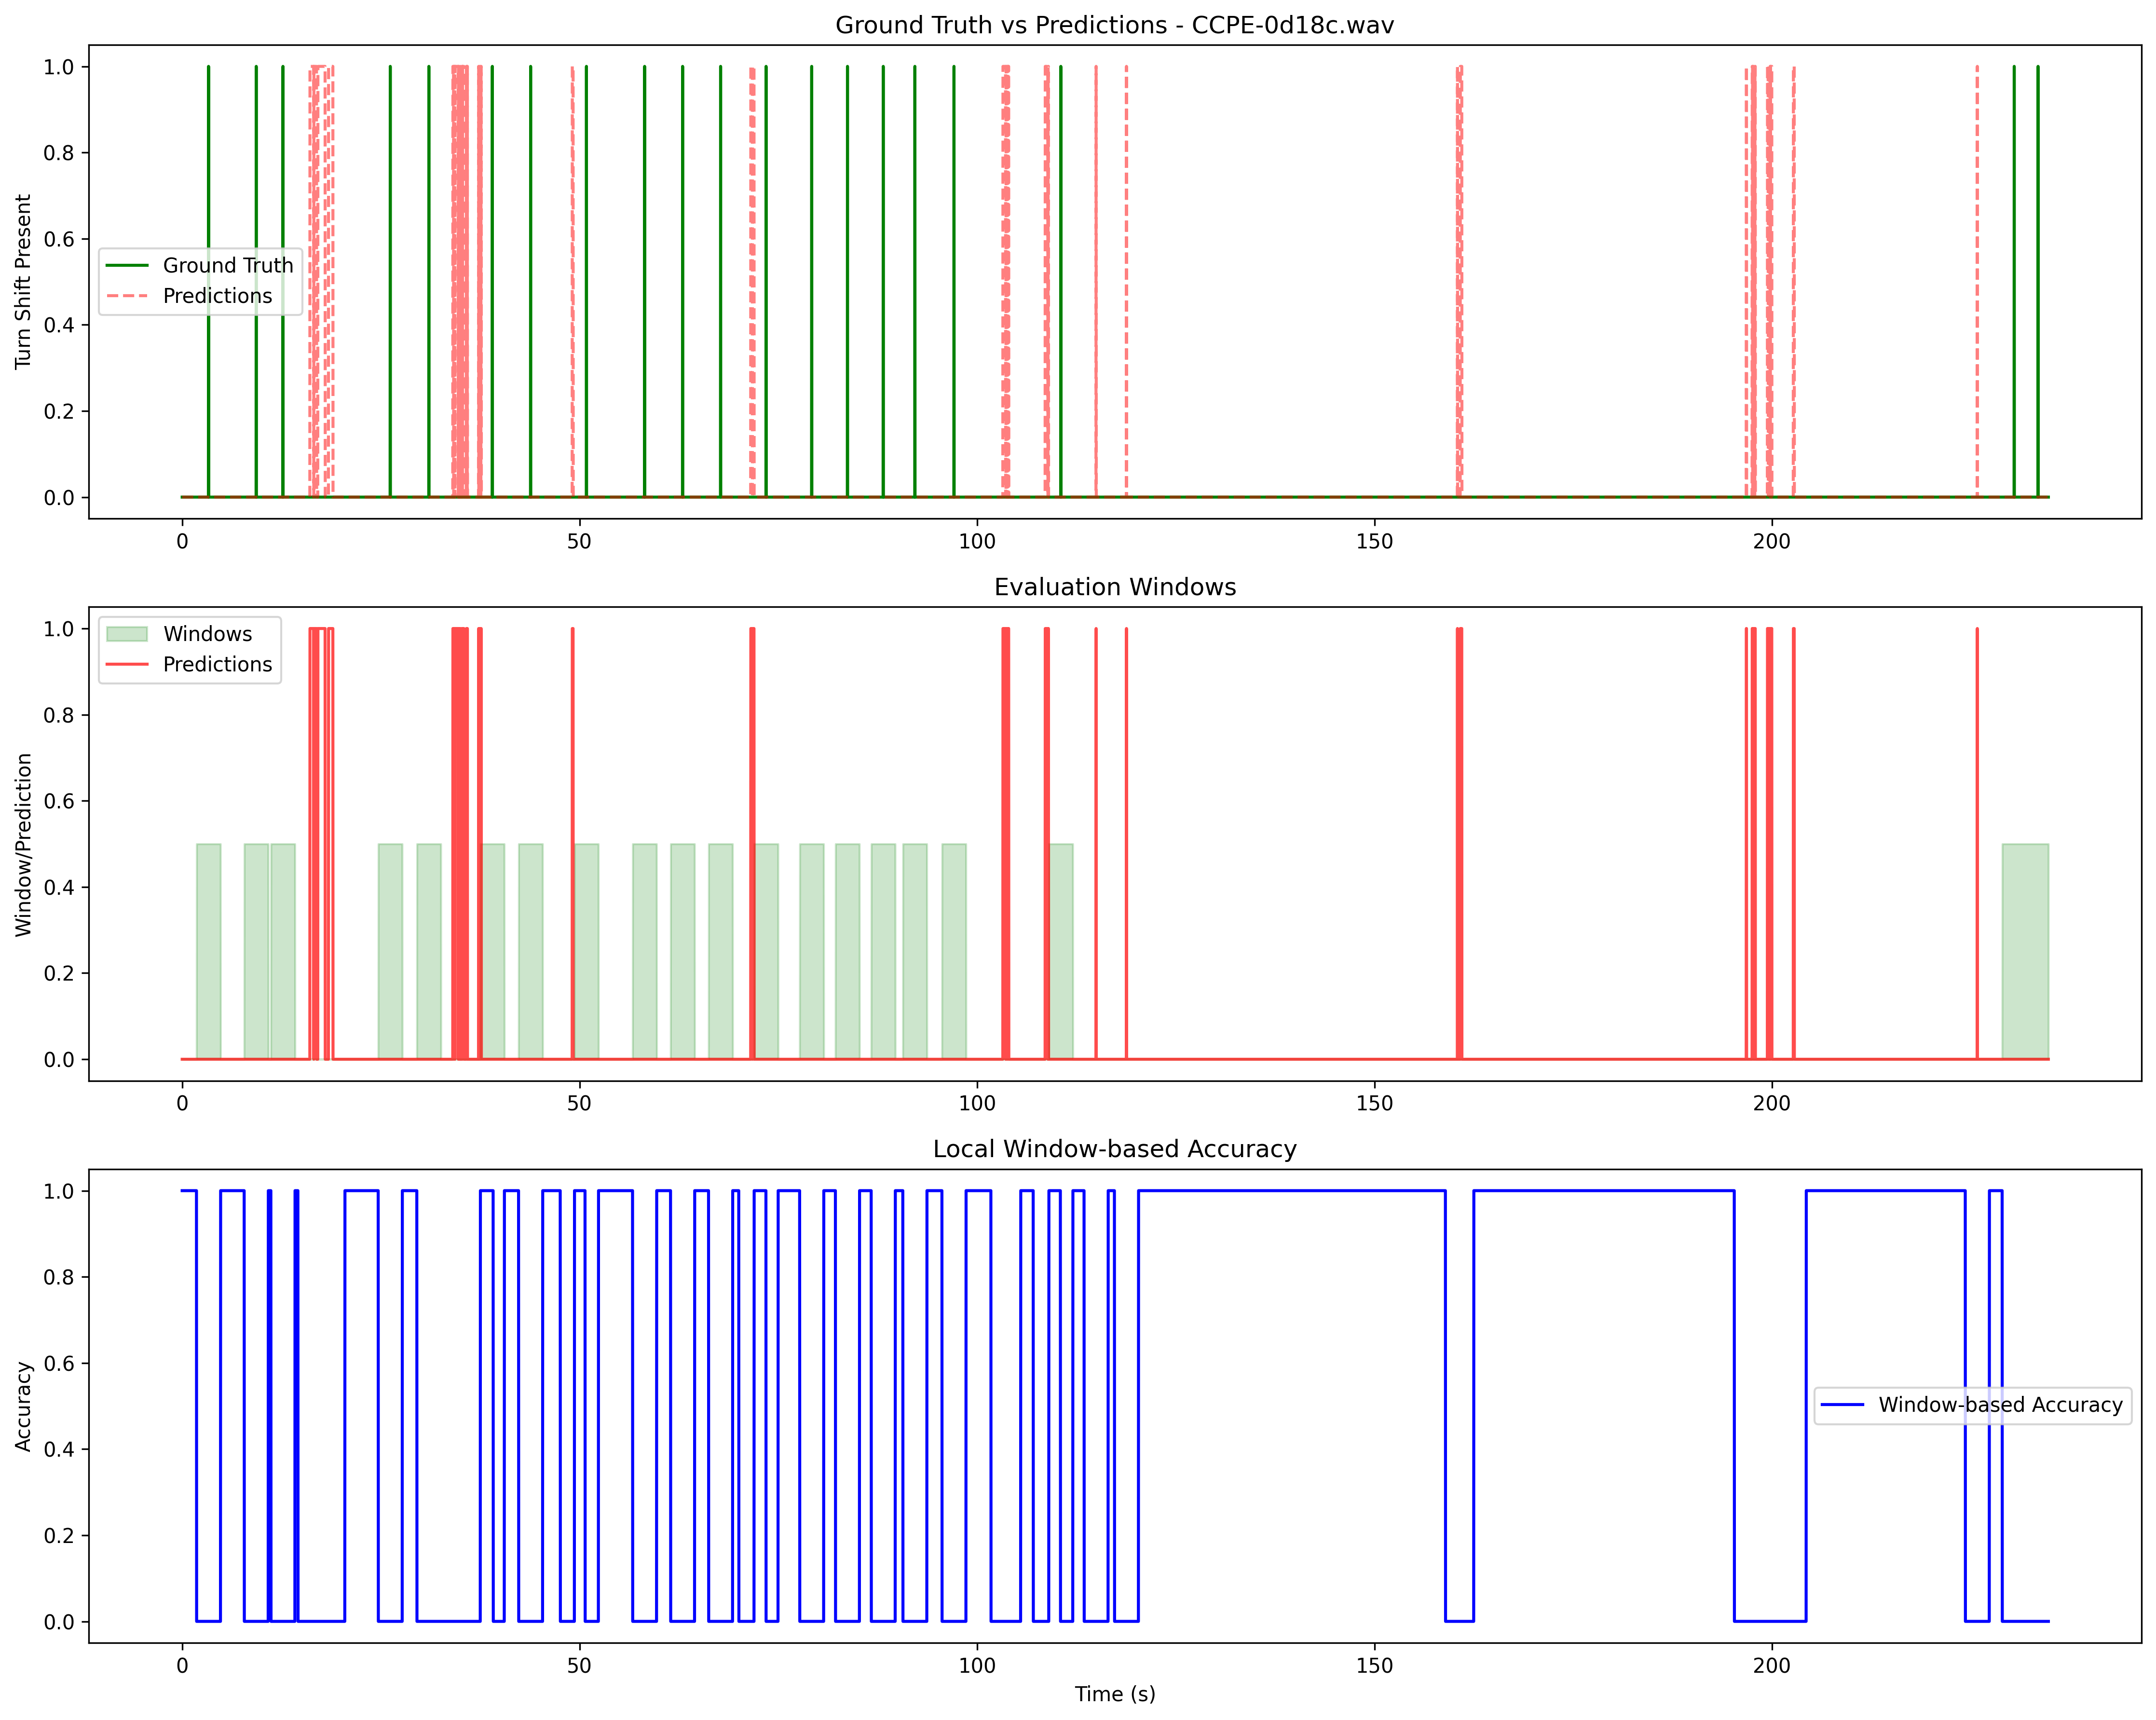 Ground Truth vs Predictions - CCPE-0d18c.wav
Turn Shift Present
1.0
0.8
0.6
0.4
0.2
0.0
Ground Truth
Predictions
0 50 100 150 200
Evaluation Windows
Window/Prediction
1.0
0.8
0.6
0.4
0.2
0.0
Windows
Predictions
0 50 100 150 200
Local Window-based Accuracy
Accuracy
1.0
0.8
0.6
0.4
0.2
0.0
Window-based Accuracy
0 50 100 150 200
Time (s)